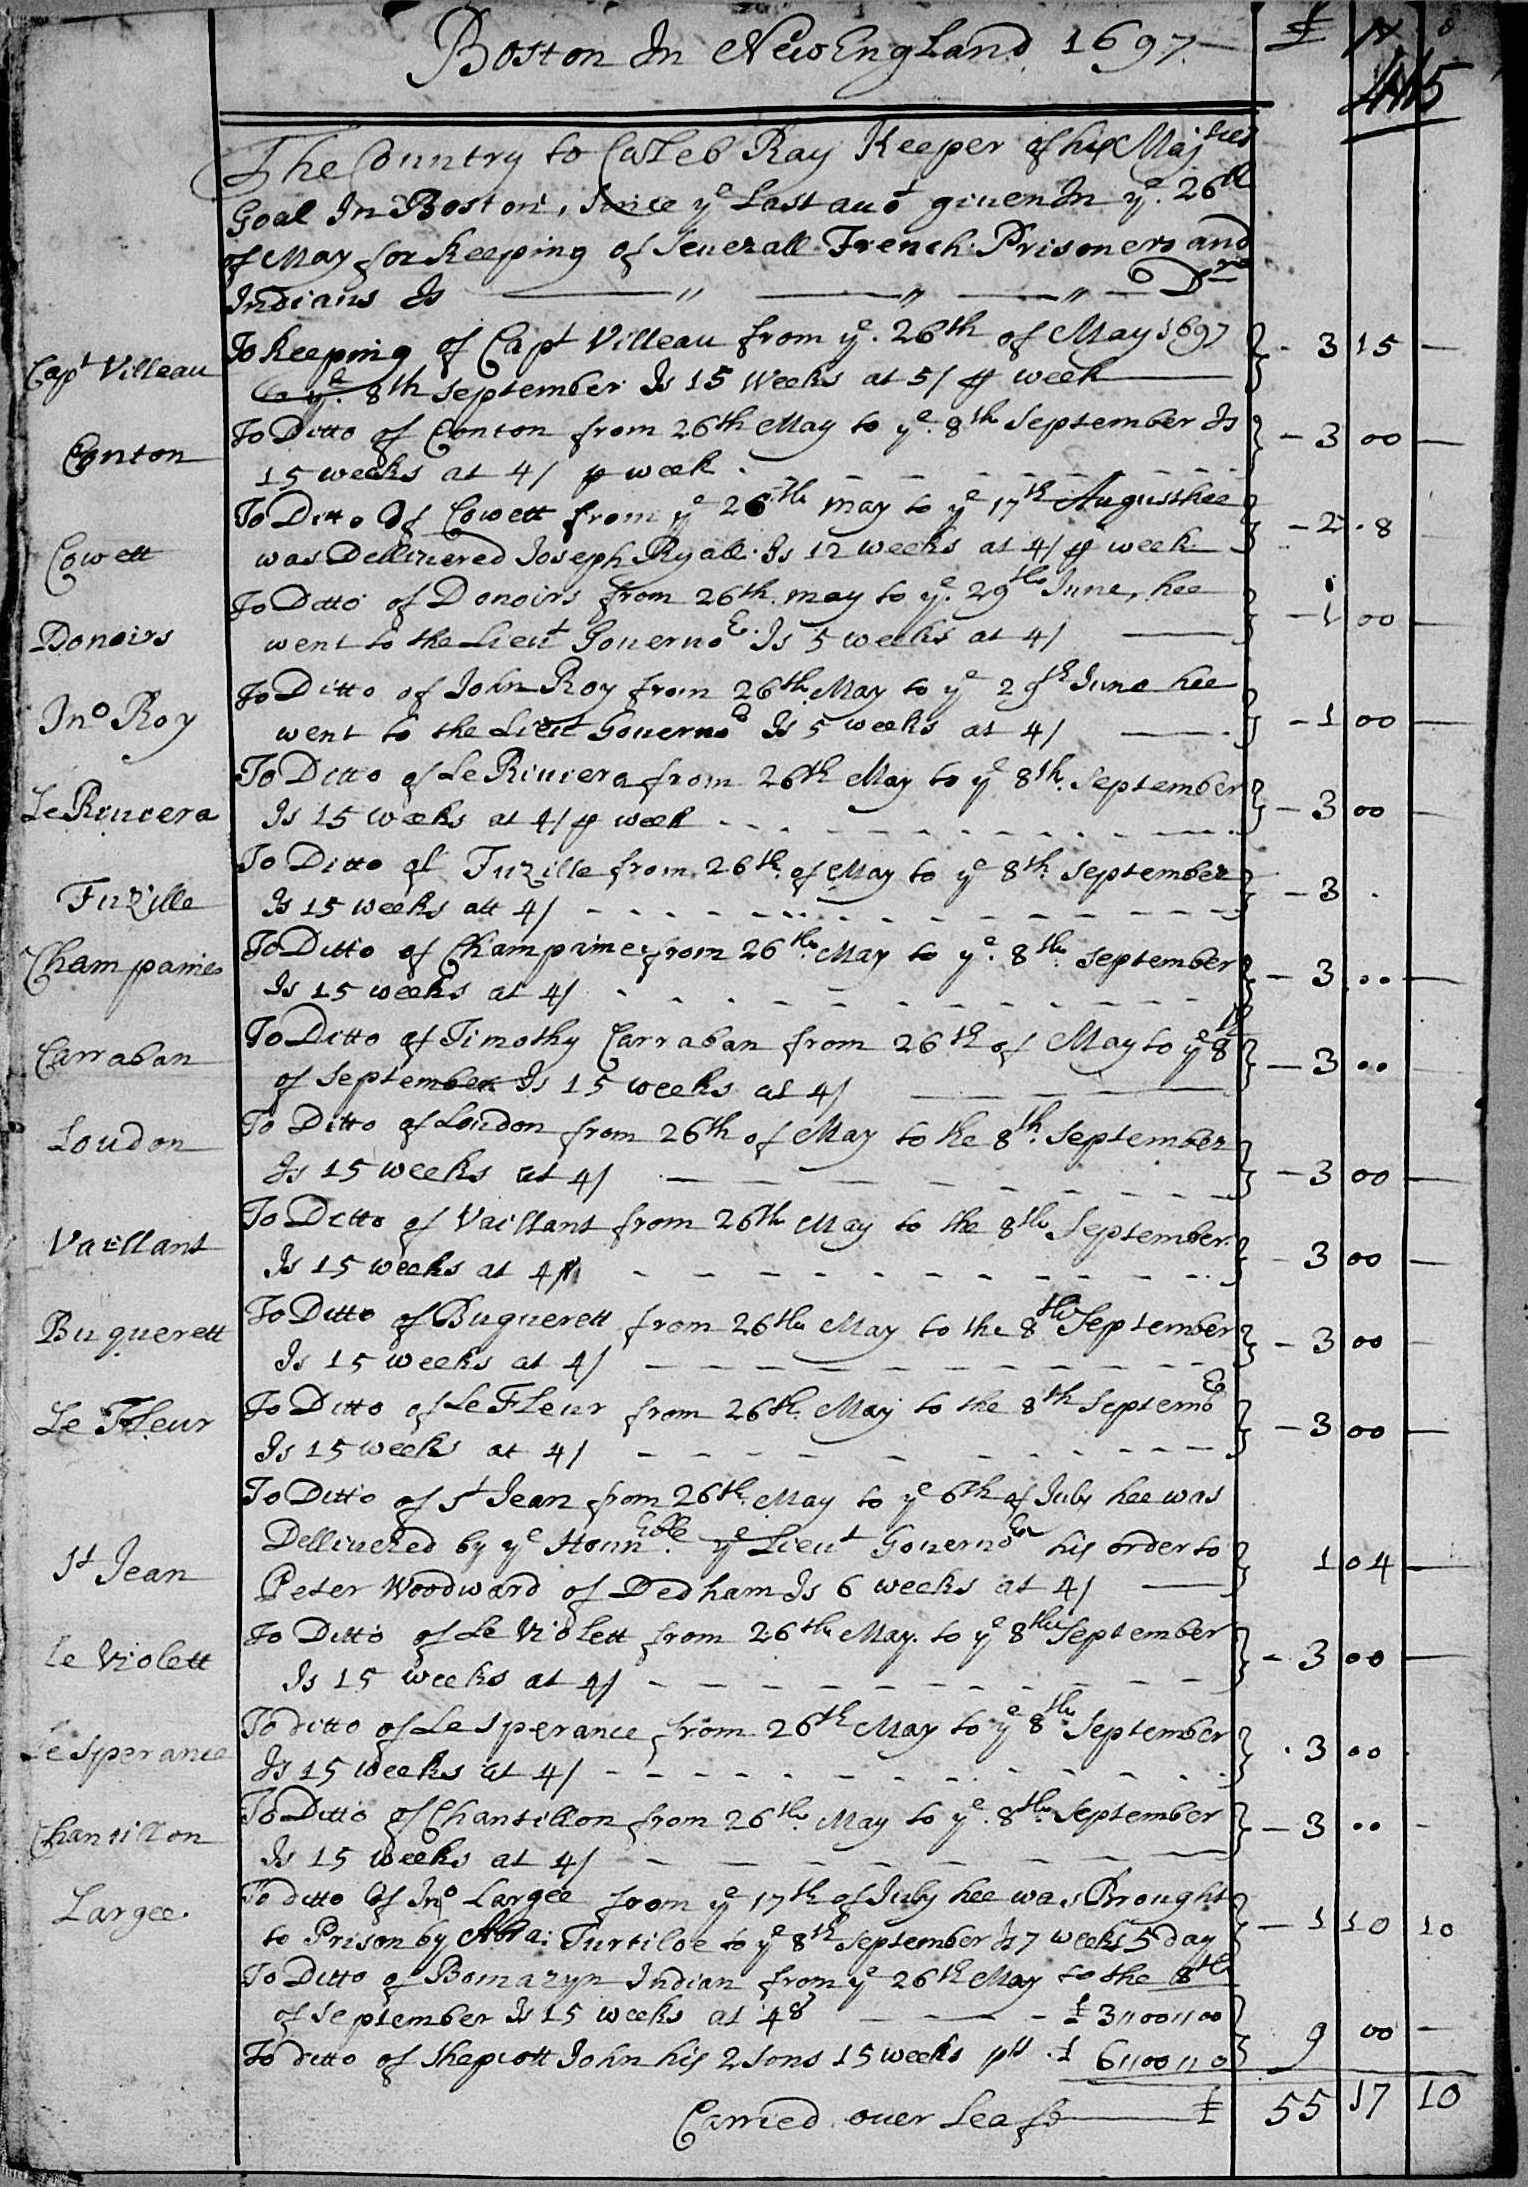 Boston In New England 1697
£
445
The Country to Caleb Ray Keeper of his Majties
Goal In Boston, Since ye Last auct giuen In ye. 26th
of May for keeping of Seuerall French Prisoners and
Indians Is Dr
Capt Villeau To keeping of Capt Villeau from ye. 26th of May 1697 - 3 15 —
to ye. 8th September Is 15 Weeks at 5/ ꝑ week
Conton To Ditto of Conton from 26th May to ye. 8th September Is - 3 00 —
15 weeks at 4/ ꝑ week
Cowett To Ditto Of Cowett from ye 26th may to ye 17th August hee - 2 . 8
was Dellivered Joseph Ryall Is 12 weeks at 4/ ꝑ week
Donoirs To Ditto of Donoirs from 26th may to ye. 29th June, hee - 1 00 —
went to the Lieut Gouernor Is 5 weeks at 4/
Jno Roy To Ditto of John Roy from 26th May to ye 29th June hee - 1 00 —
went to the Lieut Gouernor Is 5 weeks at 4/
Le Riuiera To Ditto of Le Riuiera from 26th May to ye 8th September - 3 00 —
Is 15 weeks at 4/ ꝑ week
Fuzille To Ditto of Fuzille from 26th of May to ye 8th September - 3 .
Is 15 weeks att 4/
Champaine To Ditto of Champaine from 26th May to ye. 8th September - 3 .. —
Is 15 weeks at 4/
Carraban To Ditto of Timothy Carraban from 26th of May to ye 8th - 3 .. —
of September Is 15 weeks at 4/
Loudon To Ditto of Loudon from 26th of May to the 8th September - 3 00 —
Is 15 weeks at 4/
Vaillant To Ditto of Vaillant from 26th May to the 8th September - 3 00 —
Is 15 weeks at 4/
Buquerett To Ditto of Buquerett from 26th May to the 8th September - 3 00 —
Is 15 weeks at 4/
Le Fleur To Ditto of Le Fleur from 26th May to the 8th Septembr - 3 00 —
Is 15 weeks at 4/
To Ditto of St Jean from 26th May to ye 6th of July hee was
St Jean Dellivered by ye Honnrble ye Lieut Gouernor his order to 1 04 —
Peter Woodward of Dedham Is 6 weeks at 4/
Le Violett To Ditto of Le Violett from 26th May to ye 8th September - 3 00 —
Is 15 weeks at 4/
Le Sperance To ditto of Le Sperance from 26th May to ye 8th September . 3 00 .
Is 15 weeks at 4/
Chantillon To Ditto of Chantillon from 26th May to ye. 8th September - 3 .. -
Is 15 weeks at 4/
Largee To ditto Of Jno Largee from ye 17th of July hee was Brought - 1 10 10
to Prison by Abra: Turtiloe to ye 8th September Is 7 weeks 5 day
To Ditto of Bomazyn Indian from ye 26th May to the 8th
of September Is 15 weeks at 4s - £ 3"00"00
To ditto of Shepcott John his 2 Sons 15 weeks £ 6"00"0 9 00 —
Carried ouer Leafe £ 55 17 10